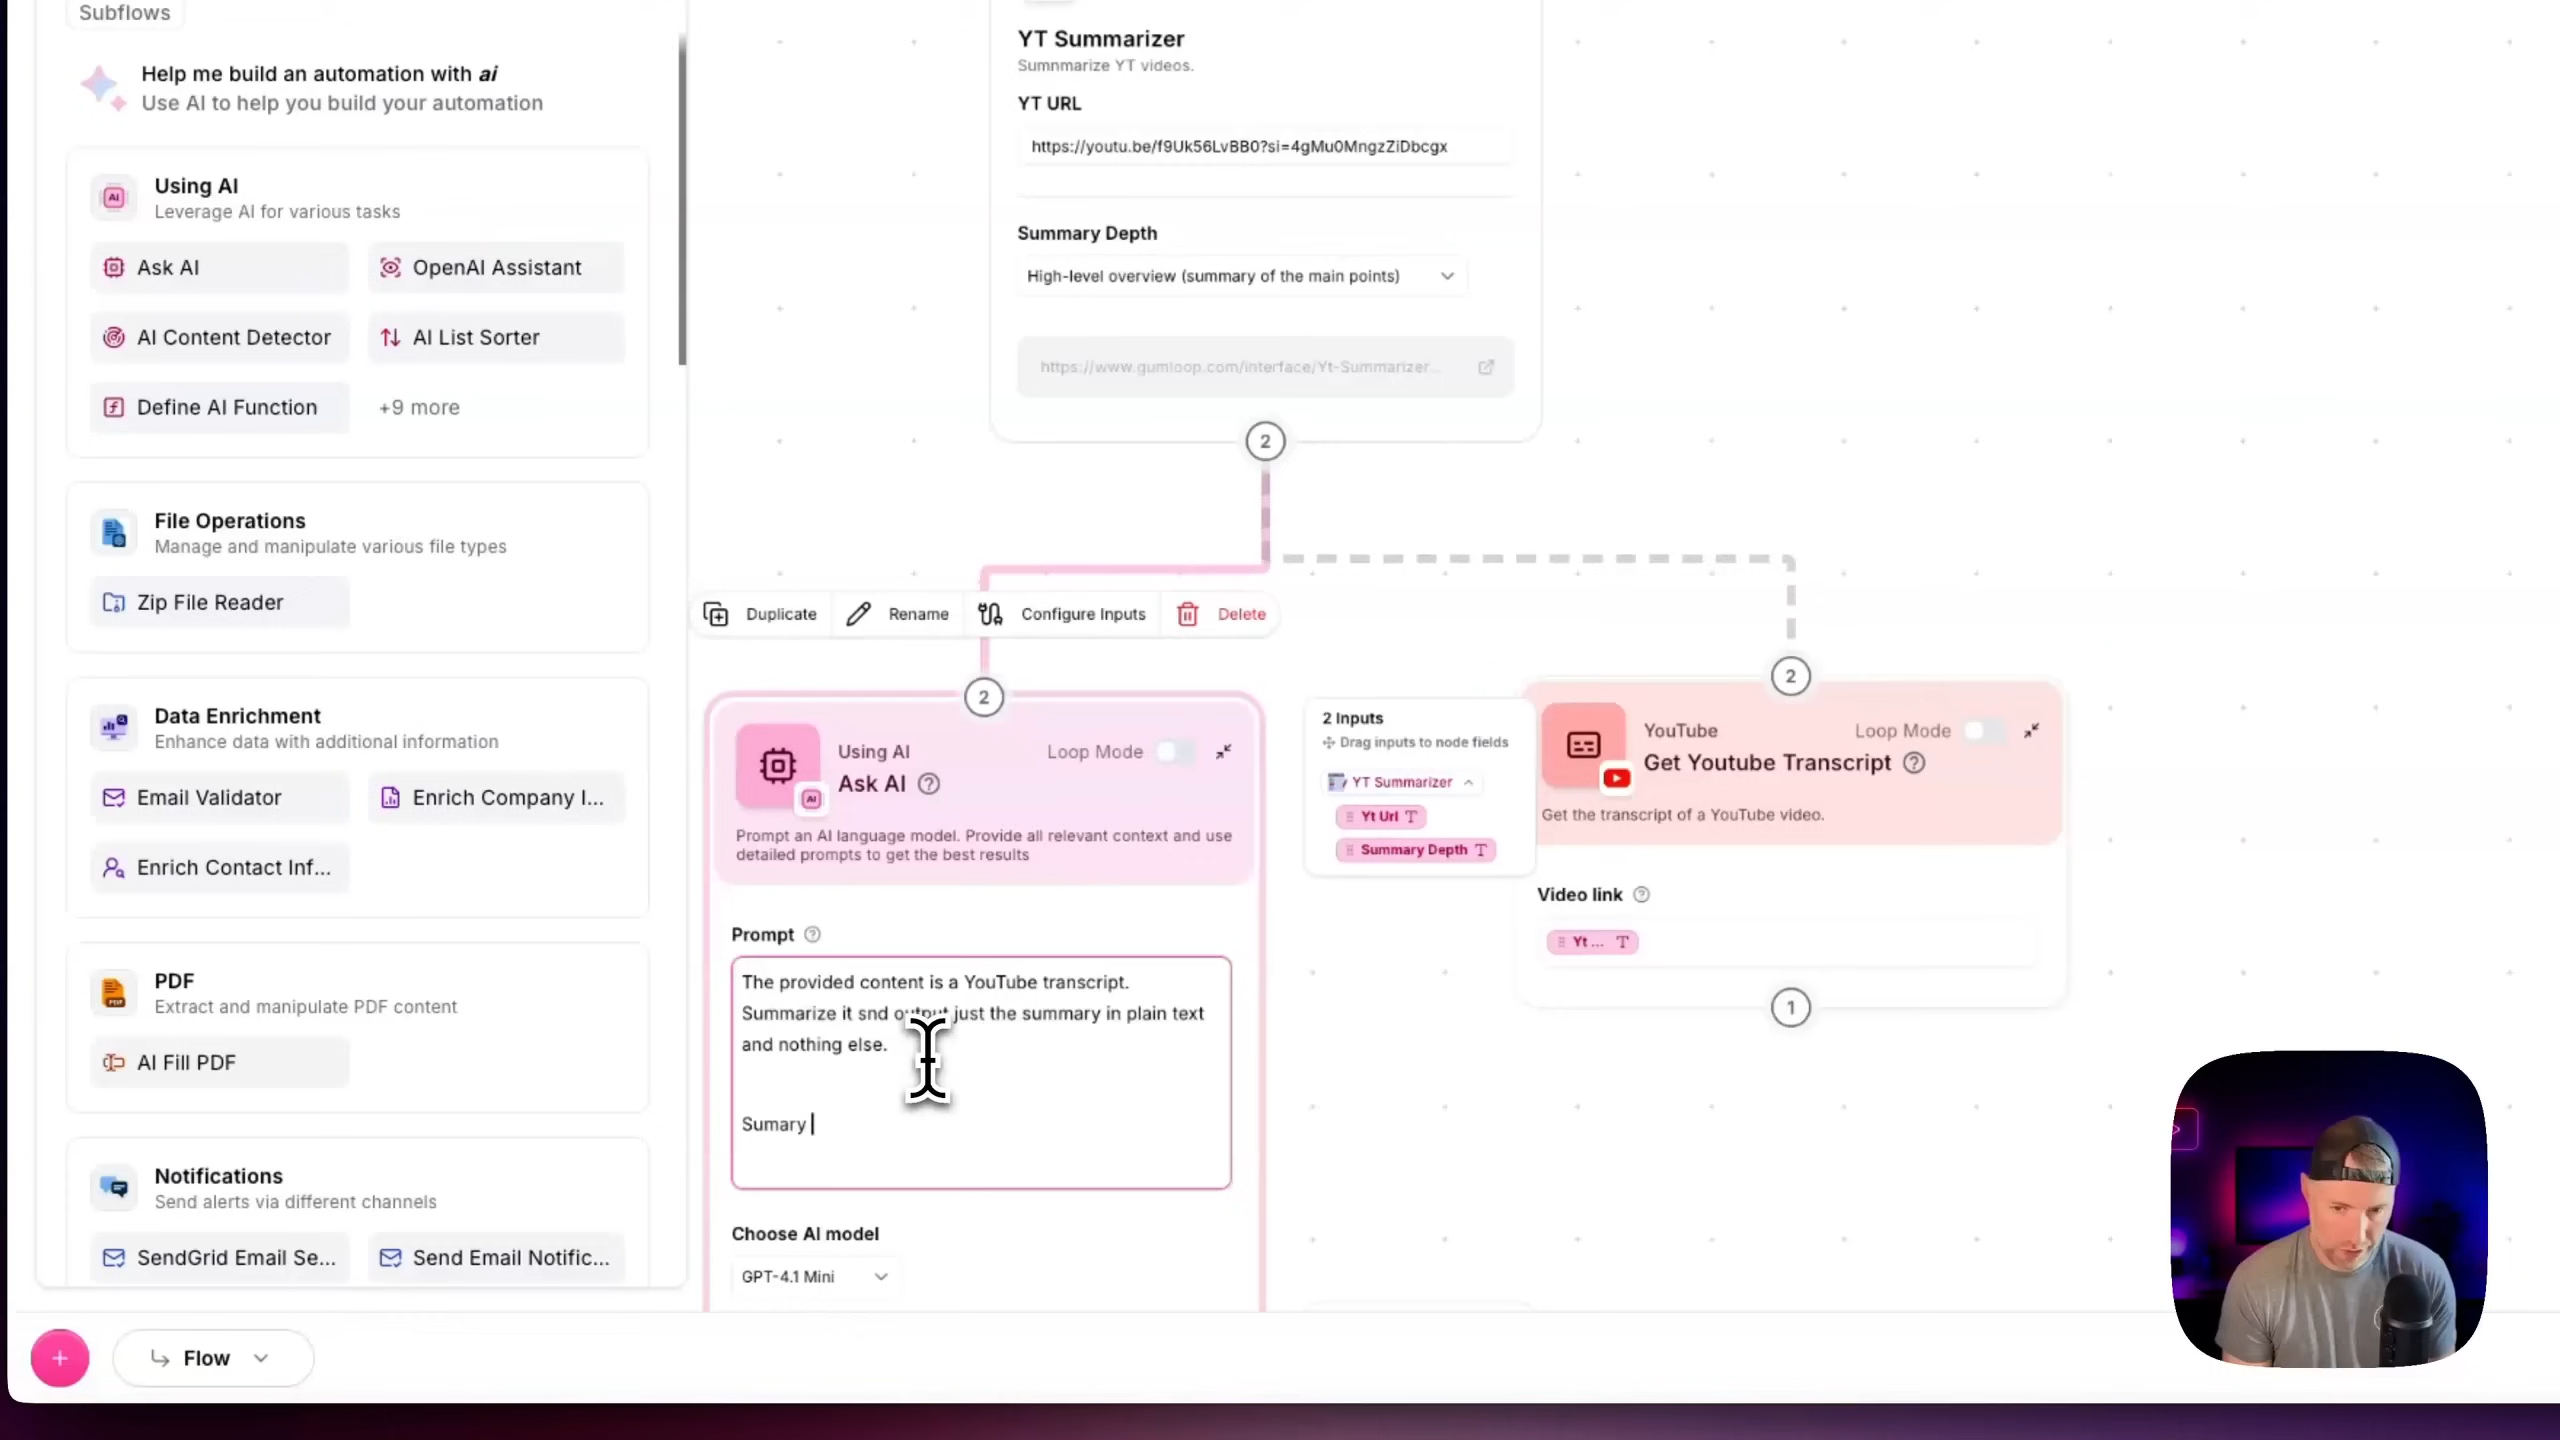 Subflows
Help me build an automation with ai
Use AI to help you build your automation
Using AI
Leverage AI for various tasks
Ask AI
OpenAI Assistant
AI Content Detector
AI List Sorter
Define AI Function
+9 more
File Operations
Manage and manipulate various file types
Zip File Reader
Data Enrichment
Enhance data with additional information
Email Validator
Enrich Company I...
Enrich Contact Inf...
PDF
Extract and manipulate PDF content
AI Fill PDF
Notifications
Send alerts via different channels
SendGrid Email Se...
Send Email Notific...
Flow
YT Summarizer
Sumnmarize YT videos.
YT URL
https://youtu.be/f9Uk56LvBB0?si=4gMu0MngzZiDbcgx
Summary Depth
High-level overview (summary of the main points)
https://www.gumloop.com/interface/Yt-Summarizer...
2
Duplicate
Rename
Configure Inputs
Delete
2
Using AI
Loop Mode
Ask AI
Prompt an AI language model. Provide all relevant context and use
detailed prompts to get the best results
Prompt
The provided content is a YouTube transcript.
Summarize it snd output just the summary in plain text
and nothing else.
Sumary
Choose AI model
GPT-4.1 Mini
2 Inputs
Drag inputs to node fields
YT Summarizer
Yt Url
Summary Depth
2
YouTube
Loop Mode
Get Youtube Transcript
Get the transcript of a YouTube video.
Video link
Yt ...
1